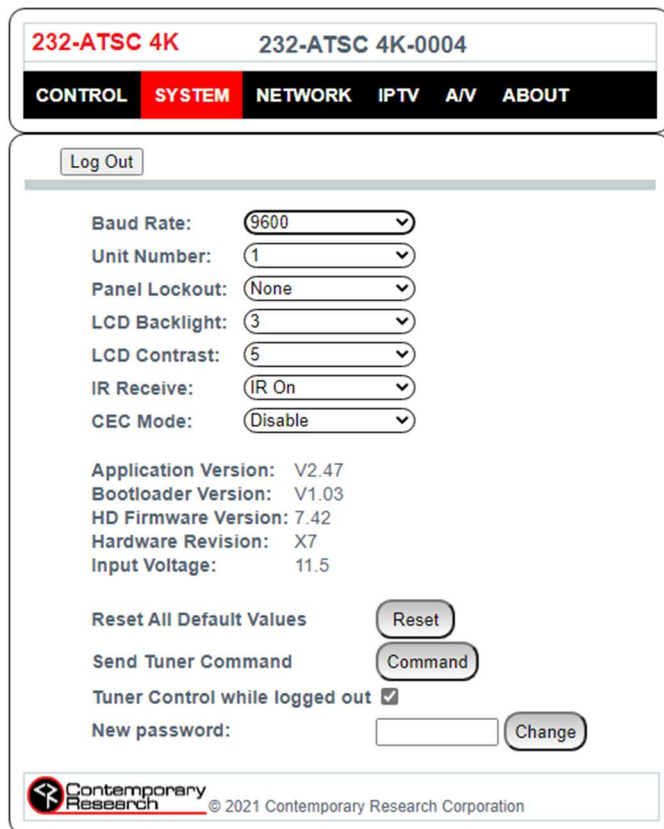 232-ATSC 4K 232-ATSC 4K-0004
CONTROL SYSTEM NETWORK IPTV A/V ABOUT
Log Out
Baud Rate: 9600
Unit Number: 1
Panel Lockout: None
LCD Backlight: 3
LCD Contrast: 5
IR Receive: IR On
CEC Mode: Disable
Application Version: V2.47
Bootloader Version: V1.03
HD Firmware Version: 7.42
Hardware Revision: X7
Input Voltage: 11.5
Reset All Default Values Reset
Send Tuner Command Command
Tuner Control while logged out
New password: Change
Contemporary
Research © 2021 Contemporary Research Corporation